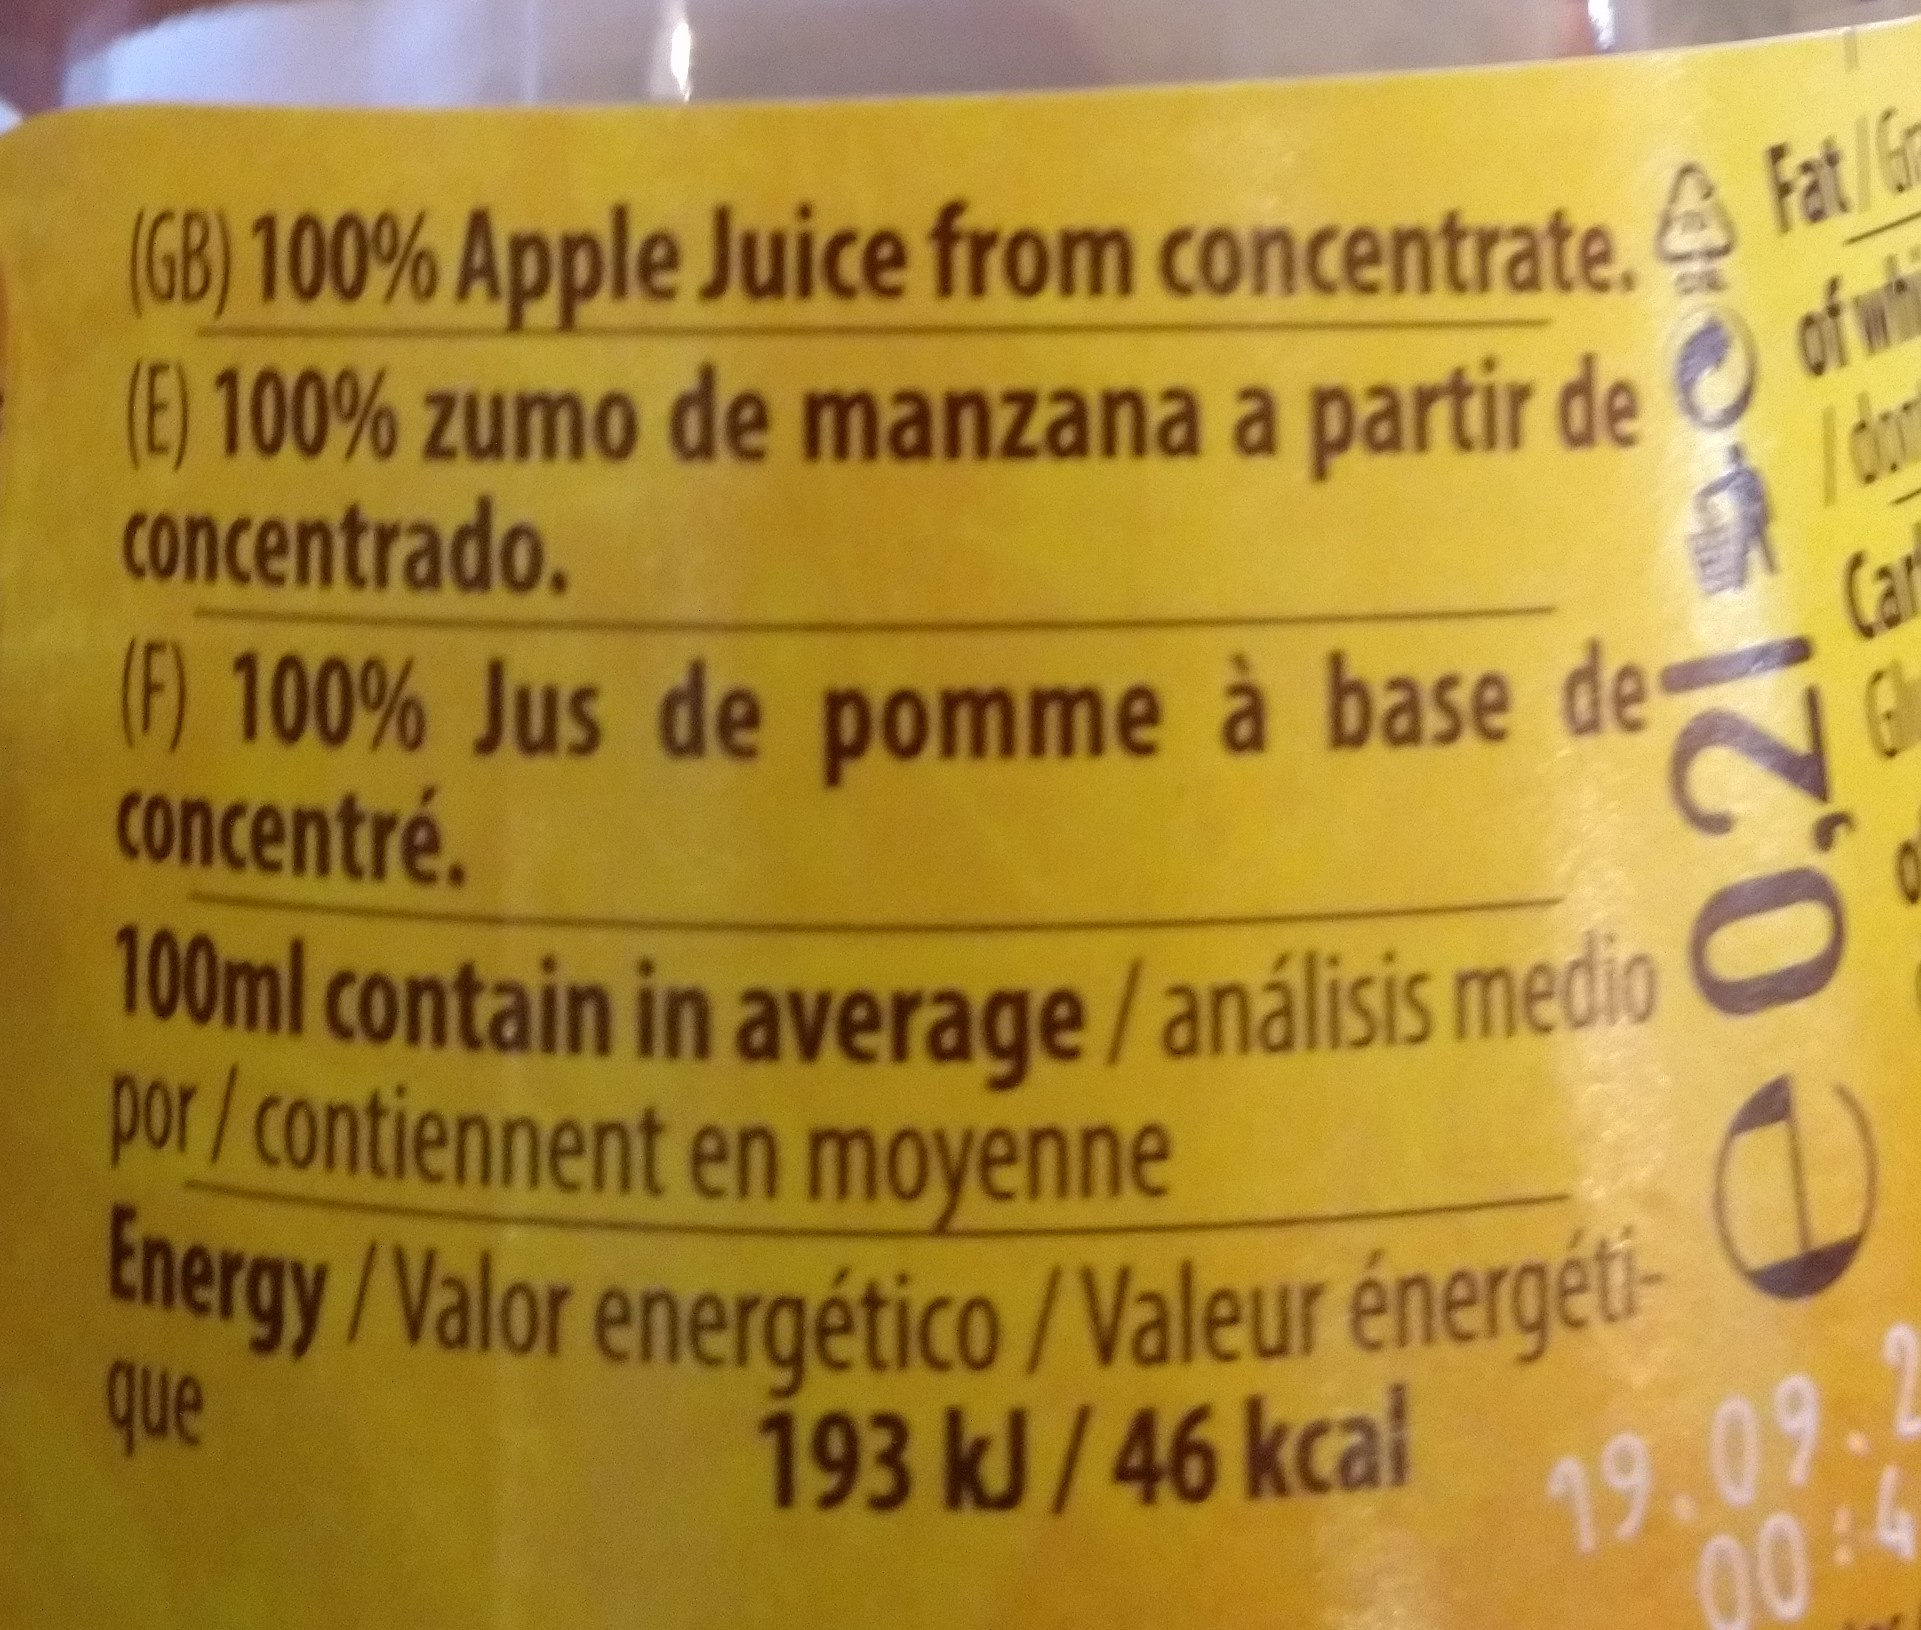 (GB) 100% Apple Juice from concentrate.
(E) 100% zumo de manzana a partir de
concentrado.
(F) 100% Jus de pomme à base de
concentré.
100ml contain in average / análisis medio
por / contiennent en moyenne
Energy / Valor energético / Valeur énergéti-
que
193 kJ / 46 kcal
e 0,2l
Fat /
of
19.09.
00: